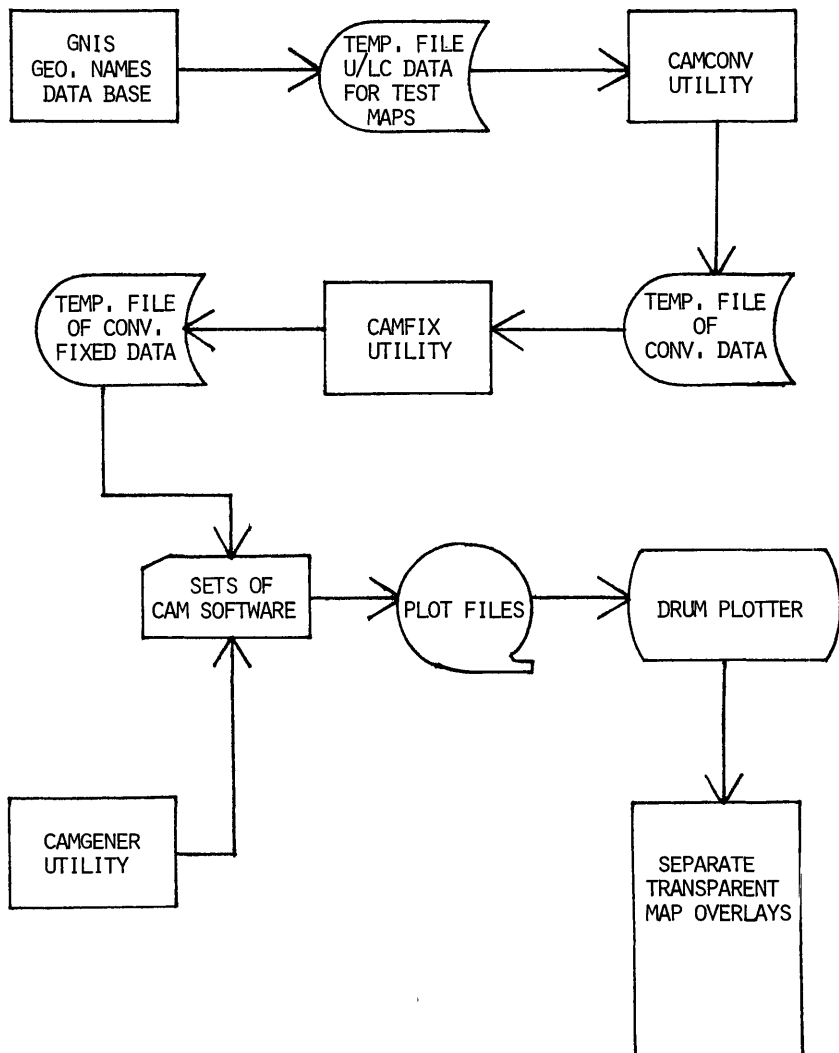 GNIS
GEO. NAMES
DATA BASE
TEMP. FILE
U/LC DATA
FOR TEST
MAPS
CAMCONV
UTILITY
TEMP. FILE
OF
CONV. DATA
CAMFIX
UTILITY
TEMP. FILE
OF CONV.
FIXED DATA
SETS OF
CAM SOFTWARE
PLOT FILES
DRUM PLOTTER
CAMGENER
UTILITY
SEPARATE
TRANSPARENT
MAP OVERLAYS